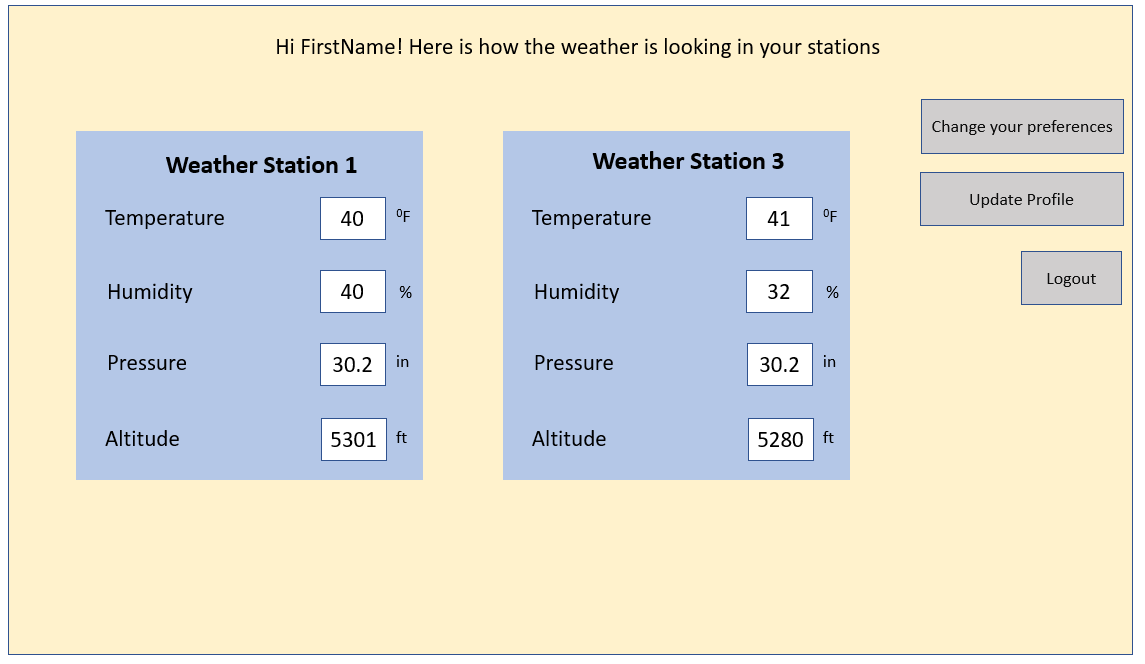 Hi FirstName! Here is how the weather is looking in your stations
Change your preferences
Update Profile
Logout
Weather Station 1
Temperature 40 ⁰F
Humidity 40 %
Pressure 30.2 in
Altitude 5301 ft
Weather Station 3
Temperature 41 ⁰F
Humidity 32 %
Pressure 30.2 in
Altitude 5280 ft